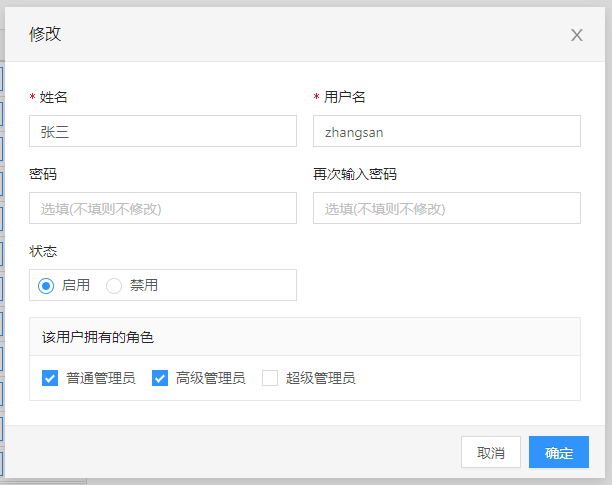 修改
* 姓名
* 用户名
张三
zhangsan
密码
再次输入密码
选填(不填则不修改)
选填(不填则不修改)
状态
启用
禁用
该用户拥有的角色
普通管理员
高级管理员
超级管理员
取消
确定